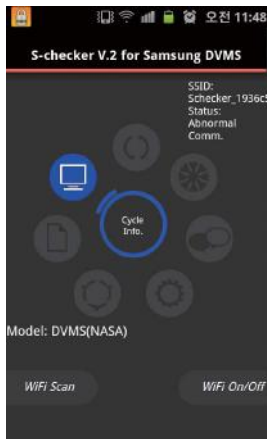 오전 11:48
S-checker V.2 for Samsung DVMS
SSID:
Schecker_1936c5
Status:
Abnormal
Comm.
Cycle
Info.
Model: DVMS(NASA)
WiFi Scan
WiFi On/Off